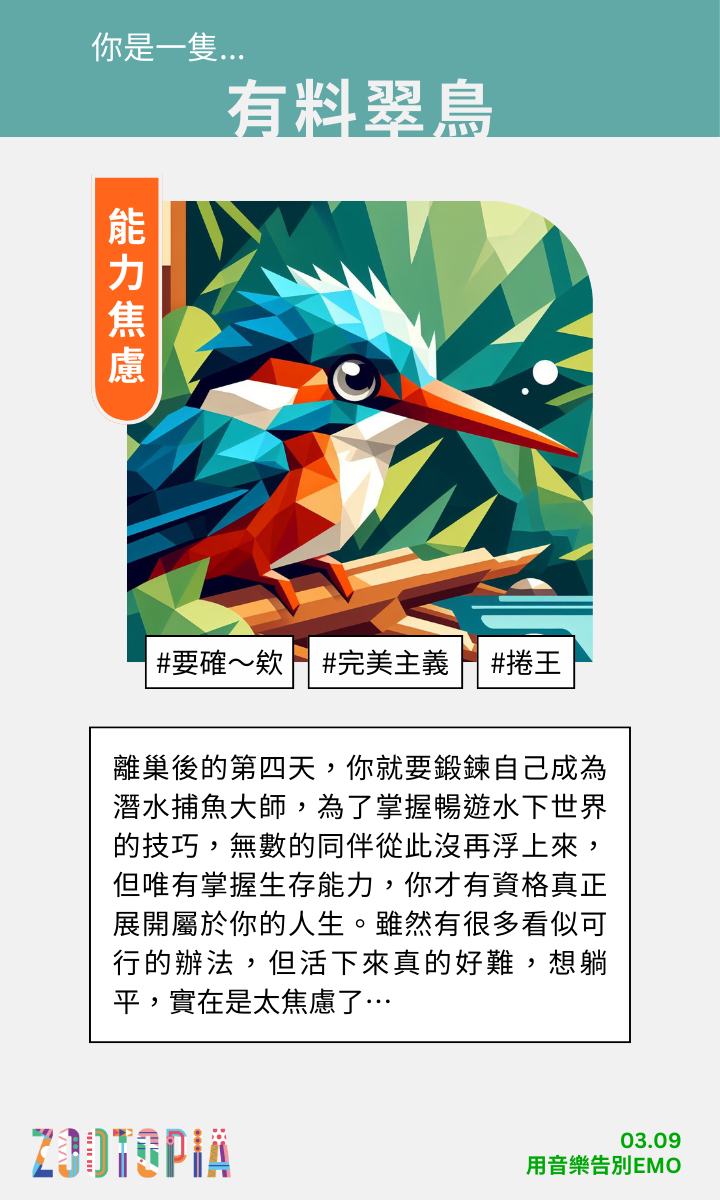 你是一隻...
有料翠鳥
能力焦慮
#要確～欸
#完美主義
#捲王
離巢後的第四天，你就要鍛鍊自己成為
潛水捕魚大師，為了掌握暢遊水下世界
的技巧，無數的同伴從此沒再浮上來，
但唯有掌握生存能力，你才有資格真正
展開屬於你的人生。雖然有很多看似可
行的辦法，但活下來真的好難，想躺
平，實在是太焦慮了⋯
ZOOTOPIA
03.09
用音樂告別EMO